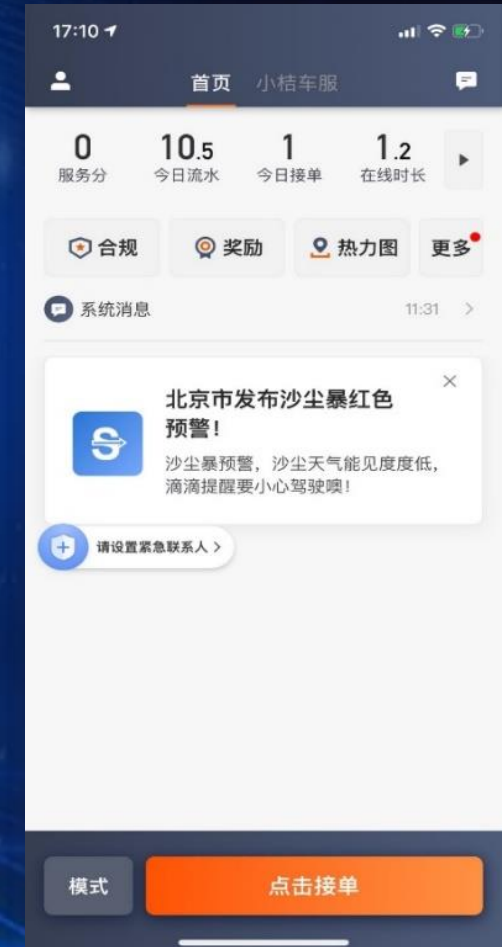 17:10
首页 小桔车服
0 10.5 1 1.2
服务分 今日流水 今日接单 在线时长
合规 奖励 热力图 更多
系统消息 11:31
北京市发布沙尘暴红色
预警！
沙尘暴预警，沙尘天气能见度度低，
滴滴提醒要小心驾驶噢！
请设置紧急联系人
模式 点击接单